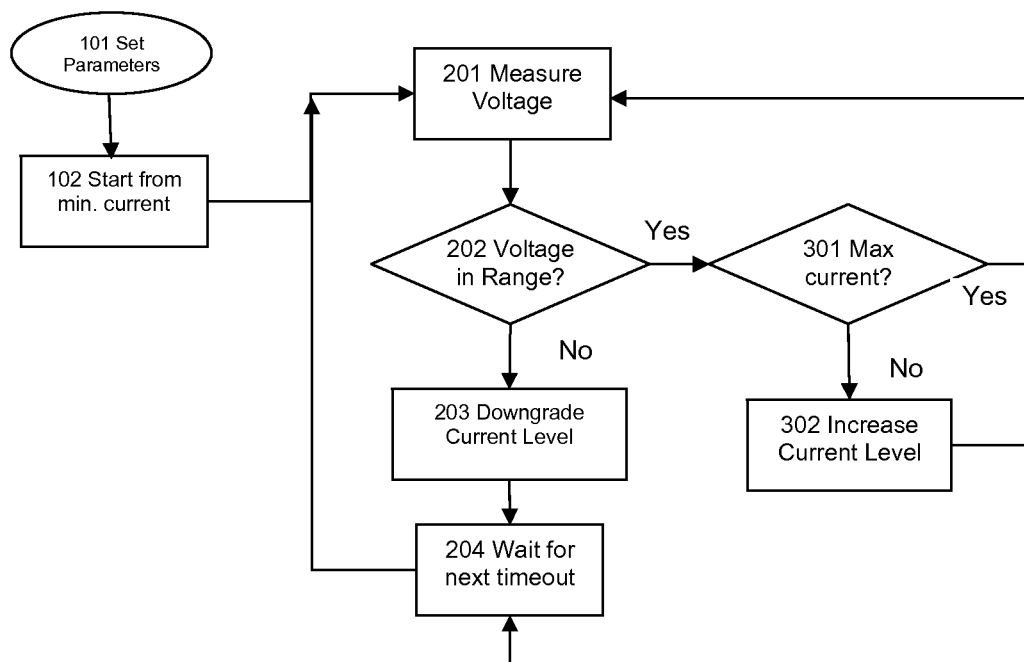 101 Set
Parameters
102 Start from
min. current
201 Measure
Voltage
202 Voltage
in Range?
Yes
301 Max
current?
Yes
No
No
203 Downgrade
Current Level
302 Increase
Current Level
204 Wait for
next timeout